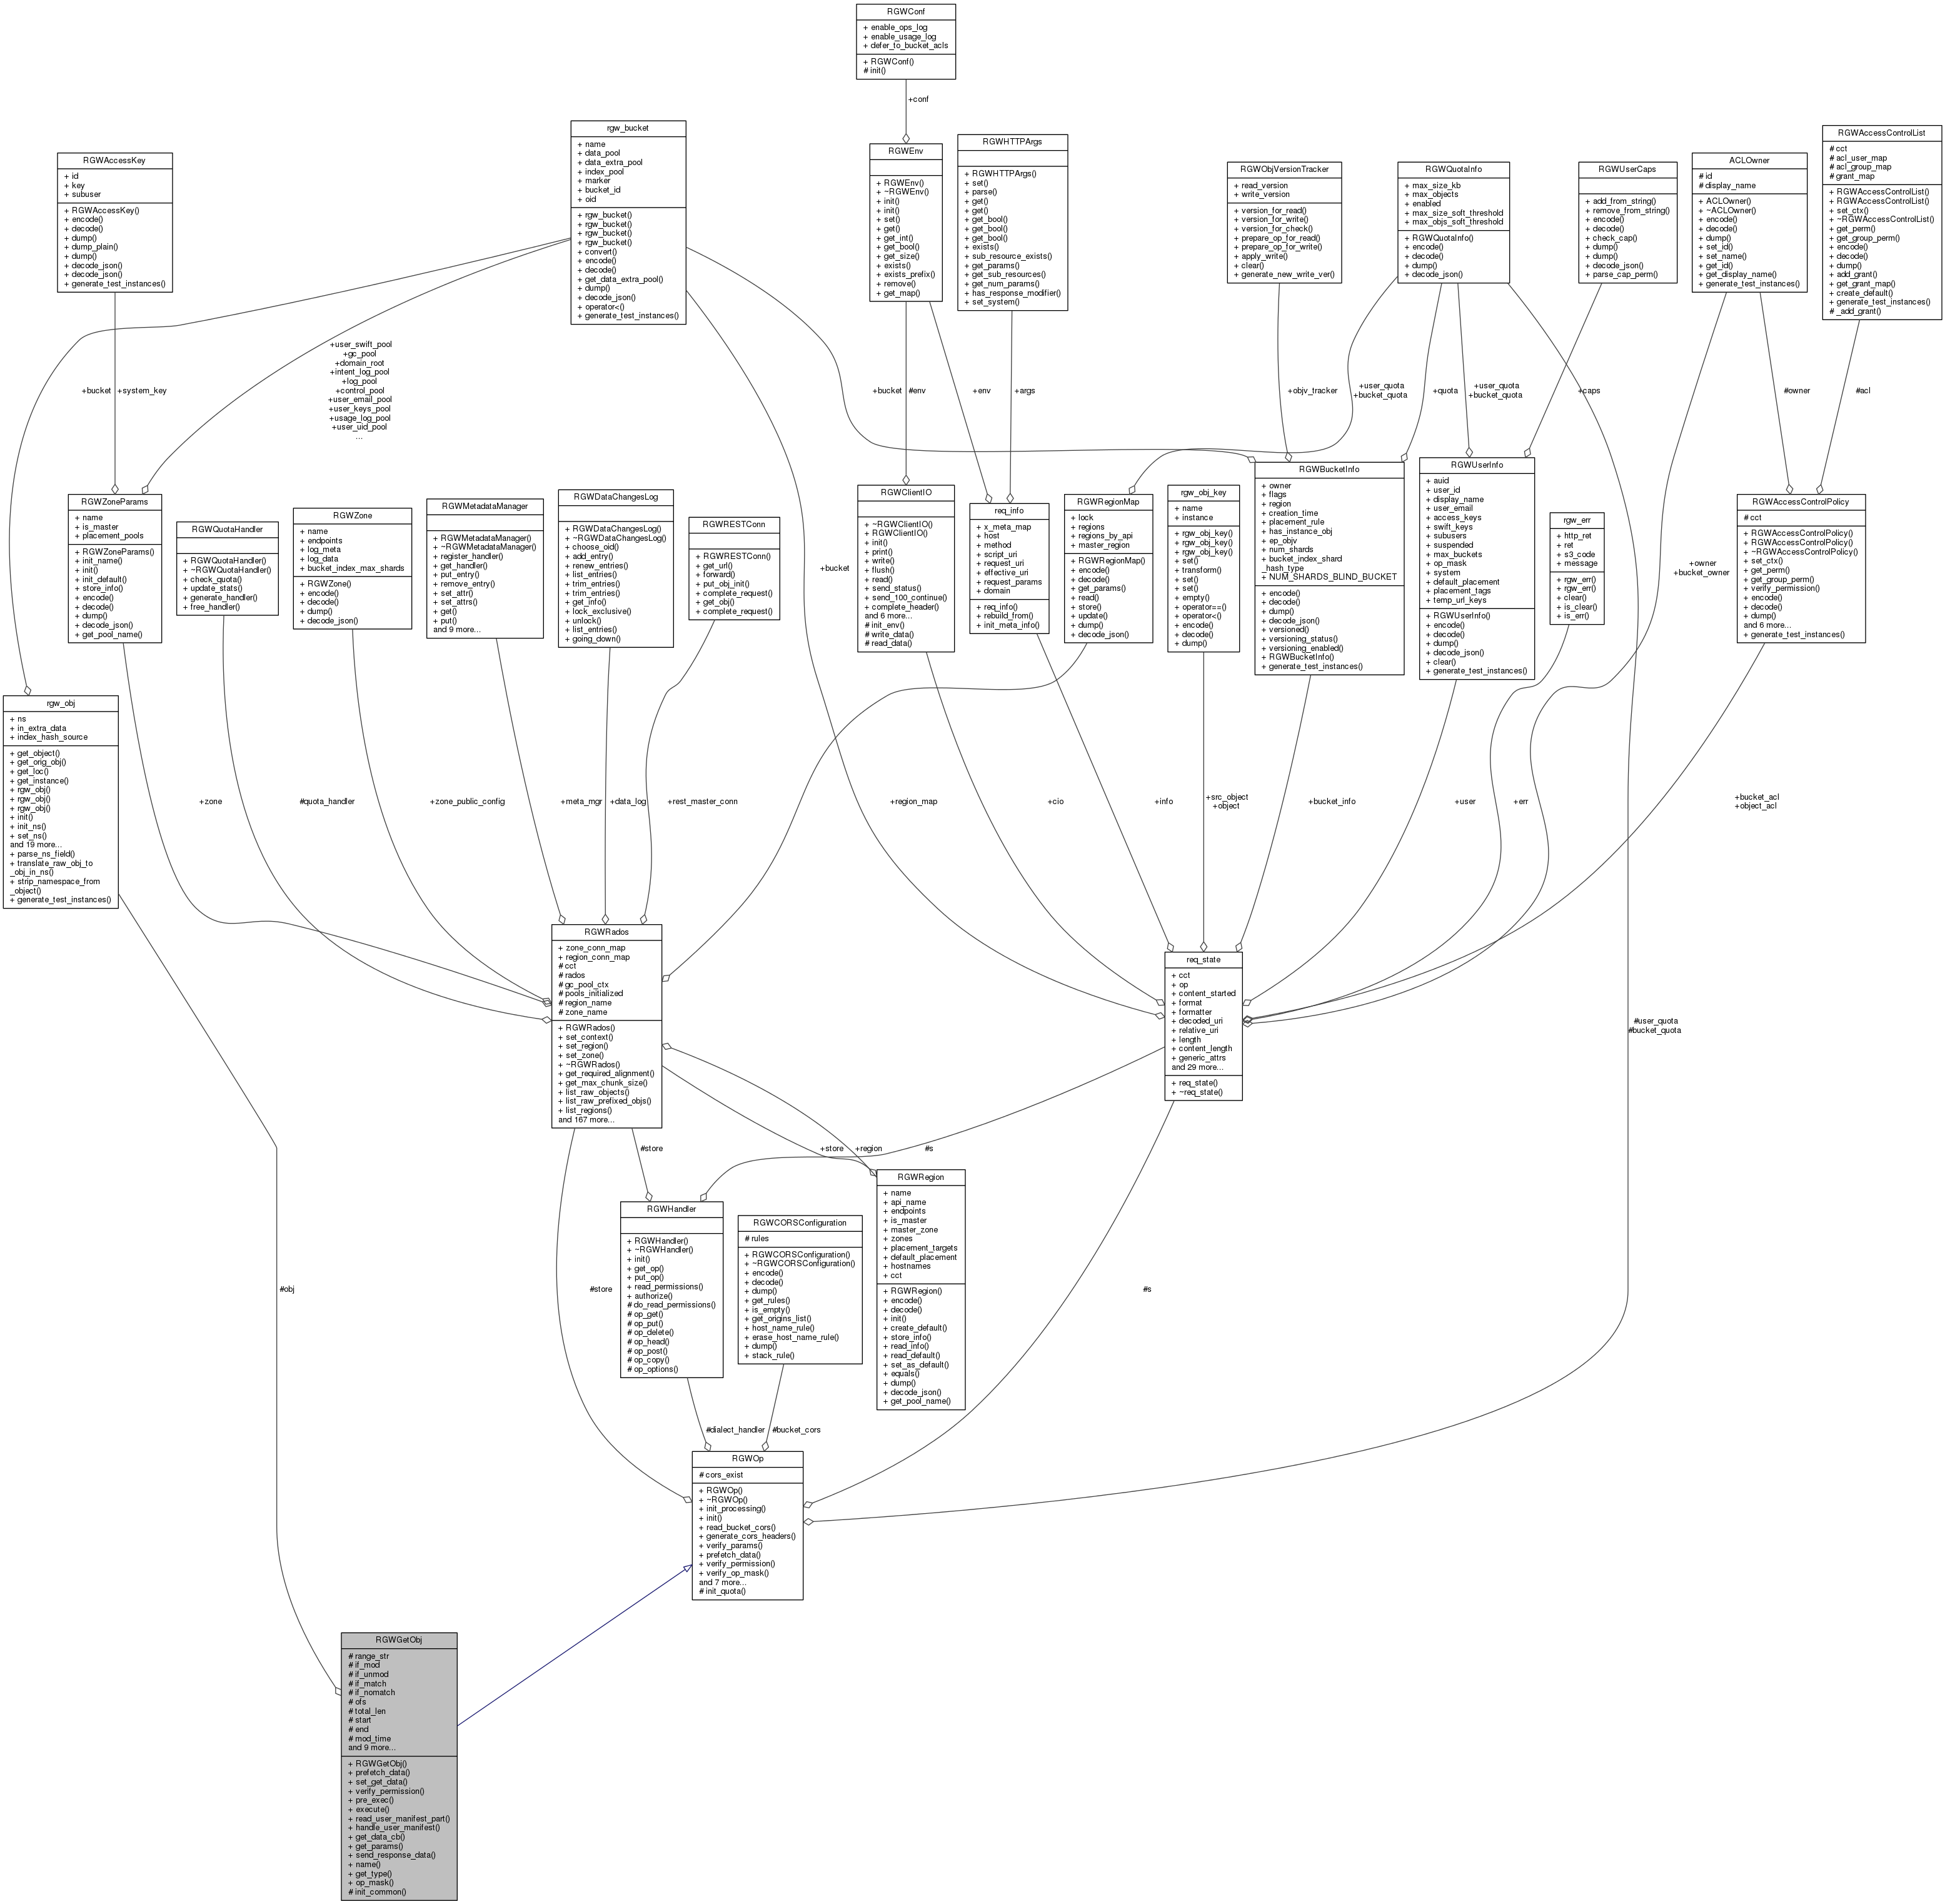 RGWConf
+ enable_ops_log
+ enable_usage_log
+ defer_to_bucket_acls
+ RGWConf()
# init()
+conf
rgw_bucket
+ name
+ data_pool
+ data_extra_pool
+ index_pool
+ marker
+ bucket_id
+ oid
+ rgw_bucket()
+ rgw_bucket()
+ rgw_bucket()
+ rgw_bucket()
+ convert()
+ encode()
+ decode()
+ get_data_extra_pool()
+ dump()
+ decode_json()
+ operator<()
+ generate_test_instances()
RGWAccessKey
+ id
+ key
+ subuser
+ RGWAccessKey()
+ encode()
+ decode()
+ dump()
+ dump_plain()
+ dump()
+ decode_json()
+ decode_json()
+ generate_test_instances()
RGWEnv
+ RGWEnv()
+ ~RGWEnv()
+ init()
+ init()
+ set()
+ get()
+ get_int()
+ get_bool()
+ get_size()
+ exists()
+ exists_prefix()
+ remove()
+ get_map()
RGWHTTPArgs
+ RGWHTTPArgs()
+ set()
+ parse()
+ get()
+ get()
+ get_bool()
+ get_bool()
+ get_bool()
+ exists()
+ sub_resource_exists()
+ get_params()
+ get_sub_resources()
+ get_num_params()
+ has_response_modifier()
+ set_system()
RGWObjVersionTracker
+ read_version
+ write_version
+ version_for_read()
+ version_for_write()
+ version_for_check()
+ prepare_op_for_read()
+ prepare_op_for_write()
+ apply_write()
+ clear()
+ generate_new_write_ver()
RGWQuotaInfo
+ max_size_kb
+ max_objects
+ enabled
+ max_size_soft_threshold
+ max_objs_soft_threshold
+ RGWQuotaInfo()
+ encode()
+ decode()
+ dump()
+ decode_json()
RGWUserCaps
+ add_from_string()
+ remove_from_string()
+ encode()
+ decode()
+ check_cap()
+ dump()
+ dump()
+ decode_json()
+ parse_cap_perm()
ACLOwner
# id
# display_name
+ ACLOwner()
+ ~ACLOwner()
+ encode()
+ decode()
+ dump()
+ set_id()
+ set_name()
+ get_id()
+ get_display_name()
+ generate_test_instances()
RGWAccessControlList
# cct
# acl_user_map
# acl_group_map
# grant_map
+ RGWAccessControlList()
+ RGWAccessControlList()
+ set_ctx()
+ ~RGWAccessControlList()
+ get_perm()
+ get_group_perm()
+ encode()
+ decode()
+ dump()
+ add_grant()
+ get_grant_map()
+ create_default()
+ generate_test_instances()
# _add_grant()
+bucket
+system_key
+user_swift_pool
+gc_pool
+domain_root
+intent_log_pool
+log_pool
+control_pool
+user_email_pool
+user_keys_pool
+usage_log_pool
+user_uid_pool
...
+bucket
#env
+env
+args
+objv_tracker
+user_quota
+bucket_quota
+quota
+user_quota
+bucket_quota
+caps
#owner
#acl
RGWZoneParams
+ name
+ is_master
+ placement_pools
+ RGWZoneParams()
+ init_name()
+ init()
+ init_default()
+ store_info()
+ encode()
+ decode()
+ dump()
+ decode_json()
+ get_pool_name()
RGWQuotaHandler
+ RGWQuotaHandler()
+ ~RGWQuotaHandler()
+ check_quota()
+ update_stats()
+ generate_handler()
+ free_handler()
RGWZone
+ name
+ endpoints
+ log_meta
+ log_data
+ bucket_index_max_shards
+ RGWZone()
+ encode()
+ decode()
+ dump()
+ decode_json()
RGWMetadataManager
+ RGWMetadataManager()
+ ~RGWMetadataManager()
+ register_handler()
+ get_handler()
+ put_entry()
+ remove_entry()
+ set_attr()
+ set_attrs()
+ get()
+ put()
and 9 more...
RGWDataChangesLog
+ RGWDataChangesLog()
+ ~RGWDataChangesLog()
+ choose_oid()
+ add_entry()
+ renew_entries()
+ list_entries()
+ trim_entries()
+ trim_entries()
+ get_info()
+ lock_exclusive()
+ unlock()
+ list_entries()
+ going_down()
RGWRESTConn
+ RGWRESTConn()
+ get_url()
+ forward()
+ put_obj_init()
+ complete_request()
+ get_obj()
+ complete_request()
+bucket
RGWClientIO
+ ~RGWClientIO()
+ RGWClientIO()
+ init()
+ print()
+ write()
+ flush()
+ read()
+ send_status()
+ send_100_continue()
+ complete_header()
and 6 more...
# init_env()
# write_data()
# read_data()
req_info
+ x_meta_map
+ host
+ method
+ script_uri
+ request_uri
+ effective_uri
+ request_params
+ domain
+ req_info()
+ rebuild_from()
+ init_meta_info()
RGWRegionMap
+ lock
+ regions
+ regions_by_api
+ master_region
+ RGWRegionMap()
+ encode()
+ decode()
+ get_params()
+ read()
+ store()
+ update()
+ dump()
+ decode_json()
rgw_obj_key
+ name
+ instance
+ rgw_obj_key()
+ rgw_obj_key()
+ rgw_obj_key()
+ set()
+ transform()
+ set()
+ set()
+ empty()
+ operator==()
+ operator<()
+ encode()
+ decode()
+ dump()
RGWBucketInfo
+ owner
+ flags
+ region
+ creation_time
+ placement_rule
+ has_instance_obj
+ ep_objv
+ num_shards
+ bucket_index_shard
_hash_type
+ NUM_SHARDS_BLIND_BUCKET
+ encode()
+ decode()
+ dump()
+ decode_json()
+ versioned()
+ versioning_status()
+ versioning_enabled()
+ RGWBucketInfo()
+ generate_test_instances()
RGWUserInfo
+ auid
+ user_id
+ display_name
+ user_email
+ access_keys
+ swift_keys
+ subusers
+ suspended
+ max_buckets
+ op_mask
+ system
+ default_placement
+ placement_tags
+ temp_url_keys
+ RGWUserInfo()
+ encode()
+ decode()
+ dump()
+ decode_json()
+ clear()
+ generate_test_instances()
rgw_err
+ http_ret
+ ret
+ s3_code
+ message
+ rgw_err()
+ rgw_err()
+ clear()
+ is_clear()
+ is_err()
+owner
+bucket_owner
RGWAccessControlPolicy
# cct
+ RGWAccessControlPolicy()
+ RGWAccessControlPolicy()
+ ~RGWAccessControlPolicy()
+ set_ctx()
+ get_perm()
+ get_group_perm()
+ verify_permission()
+ encode()
+ decode()
+ dump()
and 6 more...
+ generate_test_instances()
rgw_obj
+ ns
+ in_extra_data
+ index_hash_source
+ get_object()
+ get_orig_obj()
+ get_loc()
+ get_instance()
+ rgw_obj()
+ rgw_obj()
+ rgw_obj()
+ init()
+ init_ns()
+ set_ns()
and 19 more...
+ parse_ns_field()
+ translate_raw_obj_to
_obj_in_ns()
+ strip_namespace_from
_object()
+ generate_test_instances()
+zone
#quota_handler
+zone_public_config
+meta_mgr
+data_log
+rest_master_conn
+region_map
+cio
+info
+src_object
+object
+bucket_info
+user
+err
+bucket_acl
+object_acl
RGWRados
+ zone_conn_map
+ region_conn_map
# cct
# rados
# gc_pool_ctx
# pools_initialized
# region_name
# zone_name
+ RGWRados()
+ set_context()
+ set_region()
+ set_zone()
+ ~RGWRados()
+ get_required_alignment()
+ get_max_chunk_size()
+ list_raw_objects()
+ list_raw_prefixed_objs()
+ list_regions()
and 167 more...
req_state
+ cct
+ op
+ content_started
+ format
+ formatter
+ decoded_uri
+ relative_uri
+ length
+ content_length
+ generic_attrs
and 29 more...
+ req_state()
+ ~req_state()
#user_quota
#bucket_quota
#store
+store
+region
#s
RGWHandler
+ RGWHandler()
+ ~RGWHandler()
+ init()
+ get_op()
+ put_op()
+ read_permissions()
+ authorize()
# do_read_permissions()
# op_get()
# op_put()
# op_delete()
# op_head()
# op_post()
# op_copy()
# op_options()
RGWCORSConfiguration
# rules
+ RGWCORSConfiguration()
+ ~RGWCORSConfiguration()
+ encode()
+ decode()
+ dump()
+ get_rules()
+ is_empty()
+ get_origins_list()
+ host_name_rule()
+ erase_host_name_rule()
+ dump()
+ stack_rule()
RGWRegion
+ name
+ api_name
+ endpoints
+ is_master
+ master_zone
+ zones
+ placement_targets
+ default_placement
+ hostnames
+ cct
+ RGWRegion()
+ encode()
+ decode()
+ init()
+ create_default()
+ store_info()
+ read_info()
+ read_default()
+ set_as_default()
+ equals()
+ dump()
+ decode_json()
+ get_pool_name()
#obj
#store
#s
#dialect_handler
#bucket_cors
RGWOp
# cors_exist
+ RGWOp()
+ ~RGWOp()
+ init_processing()
+ init()
+ read_bucket_cors()
+ generate_cors_headers()
+ verify_params()
+ prefetch_data()
+ verify_permission()
+ verify_op_mask()
and 7 more...
# init_quota()
RGWGetObj
# range_str
# if_mod
# if_unmod
# if_match
# if_nomatch
# ofs
# total_len
# start
# end
# mod_time
and 9 more...
+ RGWGetObj()
+ prefetch_data()
+ set_get_data()
+ verify_permission()
+ pre_exec()
+ execute()
+ read_user_manifest_part()
+ handle_user_manifest()
+ get_data_cb()
+ get_params()
+ send_response_data()
+ name()
+ get_type()
+ op_mask()
# init_common()